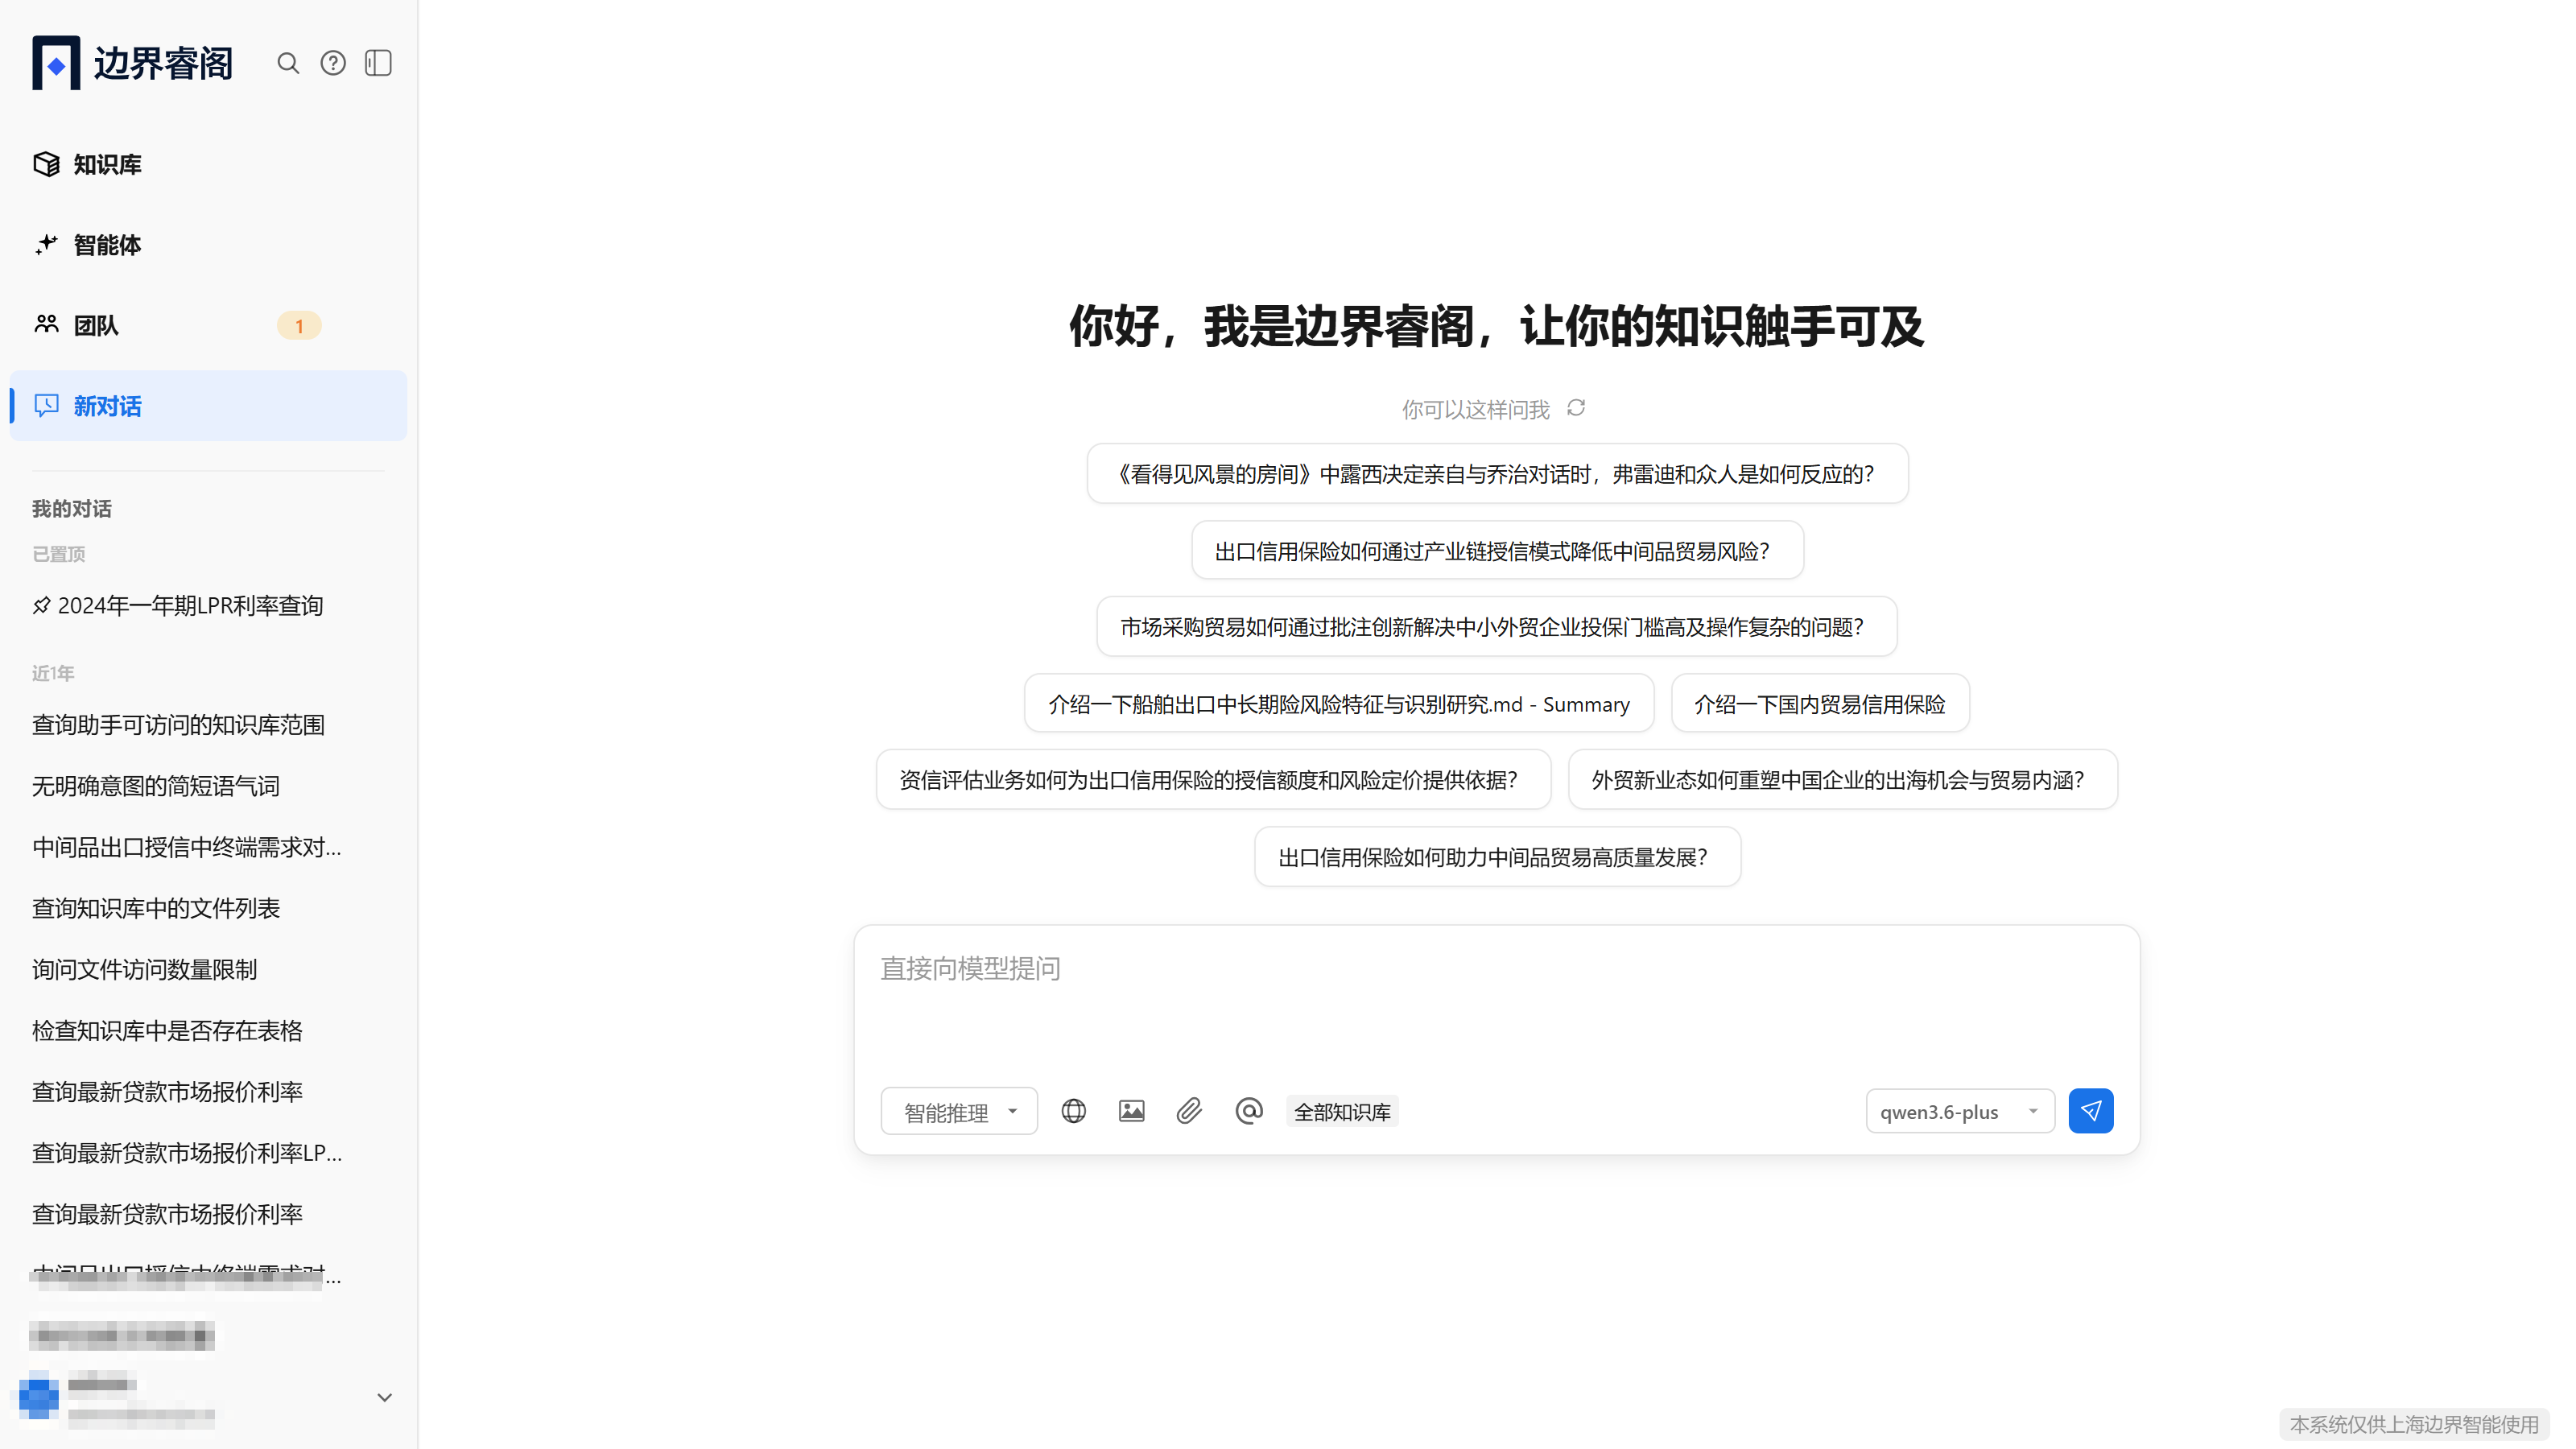 边界睿阁
知识库
智能体
团队 1
新对话
我的对话
已置顶
2024年一年期LPR利率查询
近1年
查询助手可访问的知识库范围
无明确意图的简短语气词
中间品出口授信中终端需求对...
查询知识库中的文件列表
询问文件访问数量限制
检查知识库中是否存在表格
查询最新贷款市场报价利率
查询最新贷款市场报价利率LP...
查询最新贷款市场报价利率
你好，我是边界睿阁，让你的知识触手可及
你可以这样问我
《看得见风景的房间》中露西决定亲自与乔治对话时，弗雷迪和众人是如何反应的？
出口信用保险如何通过产业链授信模式降低中间品贸易风险？
市场采购贸易如何通过批注创新解决中小外贸企业投保门槛高及操作复杂的问题？
介绍一下船舶出口中长期险风险特征与识别研究.md - Summary
介绍一下国内贸易信用保险
资信评估业务如何为出口信用保险的授信额度和风险定价提供依据？
外贸新业态如何重塑中国企业的出海机会与贸易内涵？
出口信用保险如何助力中间品贸易高质量发展？
直接向模型提问
智能推理
全部知识库
qwen3.6-plus
本系统仅供上海边界智能使用